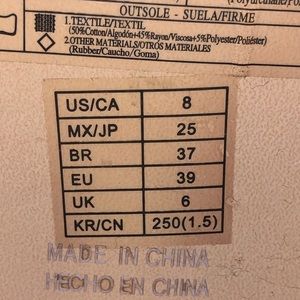 OUTSOLE - SUELA/FIRME
1.TEXTILE/TEXTIL
(50%Cotton/Algodón+45%Rayon/Viscosa+5%Polyester/Poliéster)
2.OTHER MATERIALS/OTROS MATERIALES
(Rubber/Caucho/Goma)
US/CA 8
MX/JP 25
BR 37
EU 39
UK 6
KR/CN 250(1.5)
MADE IN CHINA
HECHO EN CHINA